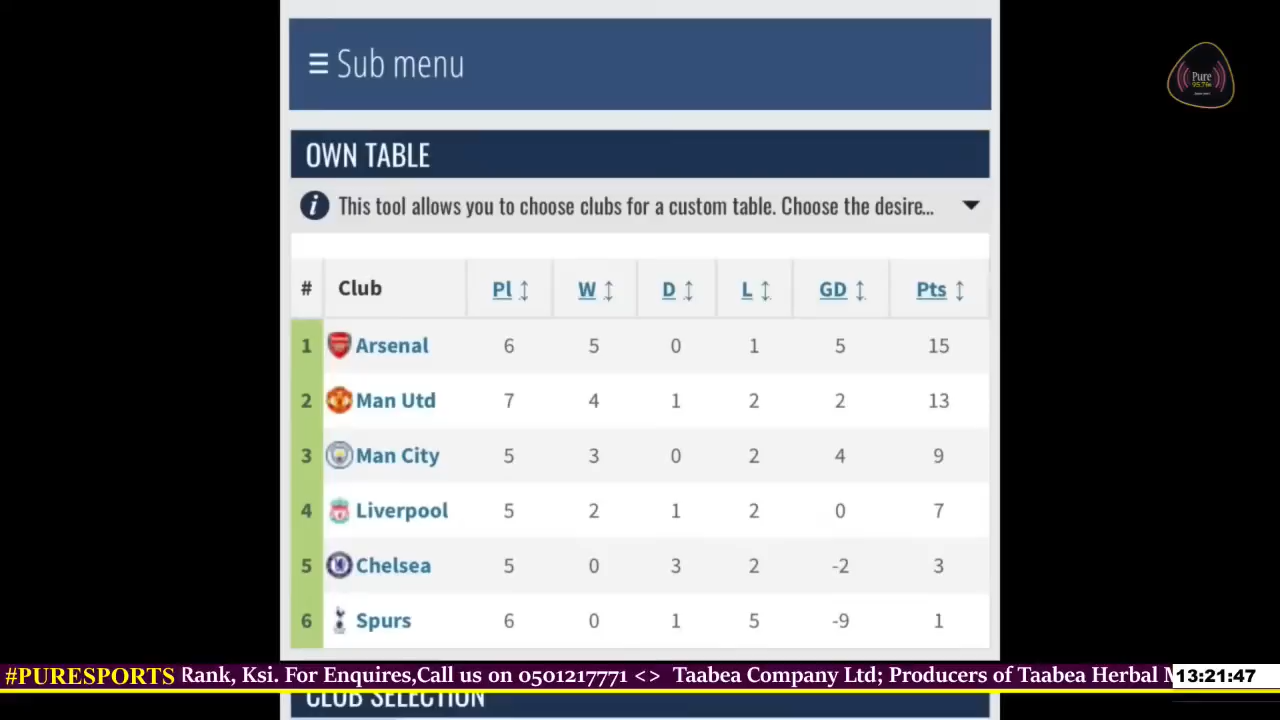 ☰ Sub menu
Pure
95.7fm
OWN TABLE
i This tool allows you to choose clubs for a custom table. Choose the desire...
# Club Pl ↕ W ↕ D ↕ L ↕ GD ↕ Pts ↕
1 Arsenal 6 5 0 1 5 15
2 Man Utd 7 4 1 2 2 13
3 Man City 5 3 0 2 4 9
4 Liverpool 5 2 1 2 0 7
5 Chelsea 5 0 3 2 -2 3
6 Spurs 6 0 1 5 -9 1
#PURESPORTS Rank, Ksi. For Enquires,Call us on 0501217771 <> Taabea Company Ltd; Producers of Taabea Herbal 13:21:47
CLUB SELECTION